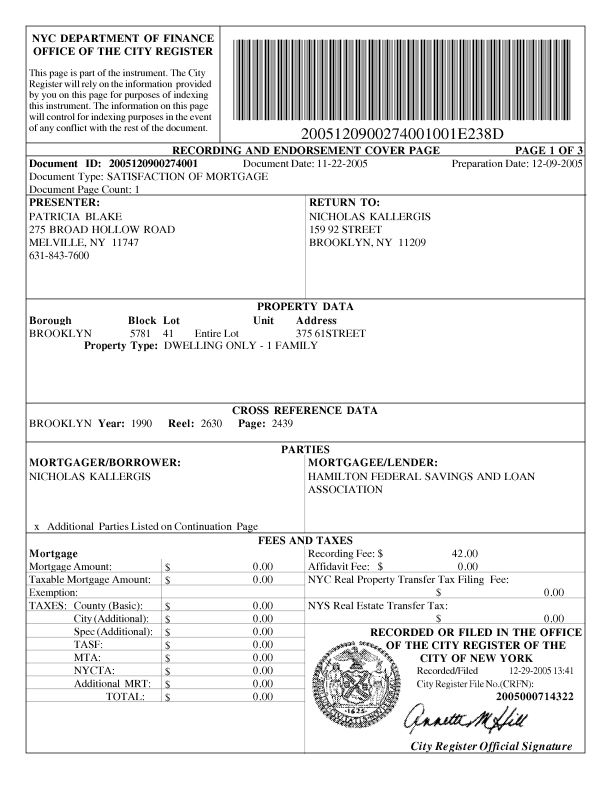 NYC DEPARTMENT OF FINANCE
OFFICE OF THE CITY REGISTER
This page is part of the instrument. The City
Register will rely on the information provided
by you on this page for purposes of indexing
this instrument. The information on this page
will control for indexing purposes in the event
of any conflict with the rest of the document.
2005120900274001001E238D
RECORDING AND ENDORSEMENT COVER PAGE PAGE 1 OF 3
Document ID: 2005120900274001 Document Date: 11-22-2005 Preparation Date: 12-09-2005
Document Type: SATISFACTION OF MORTGAGE
Document Page Count: 1
PRESENTER:
PATRICIA BLAKE
275 BROAD HOLLOW ROAD
MELVILLE, NY 11747
631-843-7600
RETURN TO:
NICHOLAS KALLERGIS
159 92 STREET
BROOKLYN, NY 11209
PROPERTY DATA
Borough Block Lot Unit Address
BROOKLYN 5781 41 Entire Lot 375 61STREET
Property Type: DWELLING ONLY - 1 FAMILY
CROSS REFERENCE DATA
BROOKLYN Year: 1990 Reel: 2630 Page: 2439
PARTIES
MORTGAGER/BORROWER:
NICHOLAS KALLERGIS
MORTGAGEE/LENDER:
HAMILTON FEDERAL SAVINGS AND LOAN
ASSOCIATION
x Additional Parties Listed on Continuation Page
FEES AND TAXES
Mortgage
Mortgage Amount: $ 0.00
Taxable Mortgage Amount: $ 0.00
Exemption:
TAXES: County (Basic): $ 0.00
City (Additional): $ 0.00
Spec (Additional): $ 0.00
TASF: $ 0.00
MTA: $ 0.00
NYCTA: $ 0.00
Additional MRT: $ 0.00
TOTAL: $ 0.00
Recording Fee: $ 42.00
Affidavit Fee: $ 0.00
NYC Real Property Transfer Tax Filing Fee:
$ 0.00
NYS Real Estate Transfer Tax:
$ 0.00
RECORDED OR FILED IN THE OFFICE
OF THE CITY REGISTER OF THE
CITY OF NEW YORK
Recorded/Filed 12-29-2005 13:41
City Register File No.(CRFN):
2005000714322
1625
Annette M Hill
City Register Official Signature